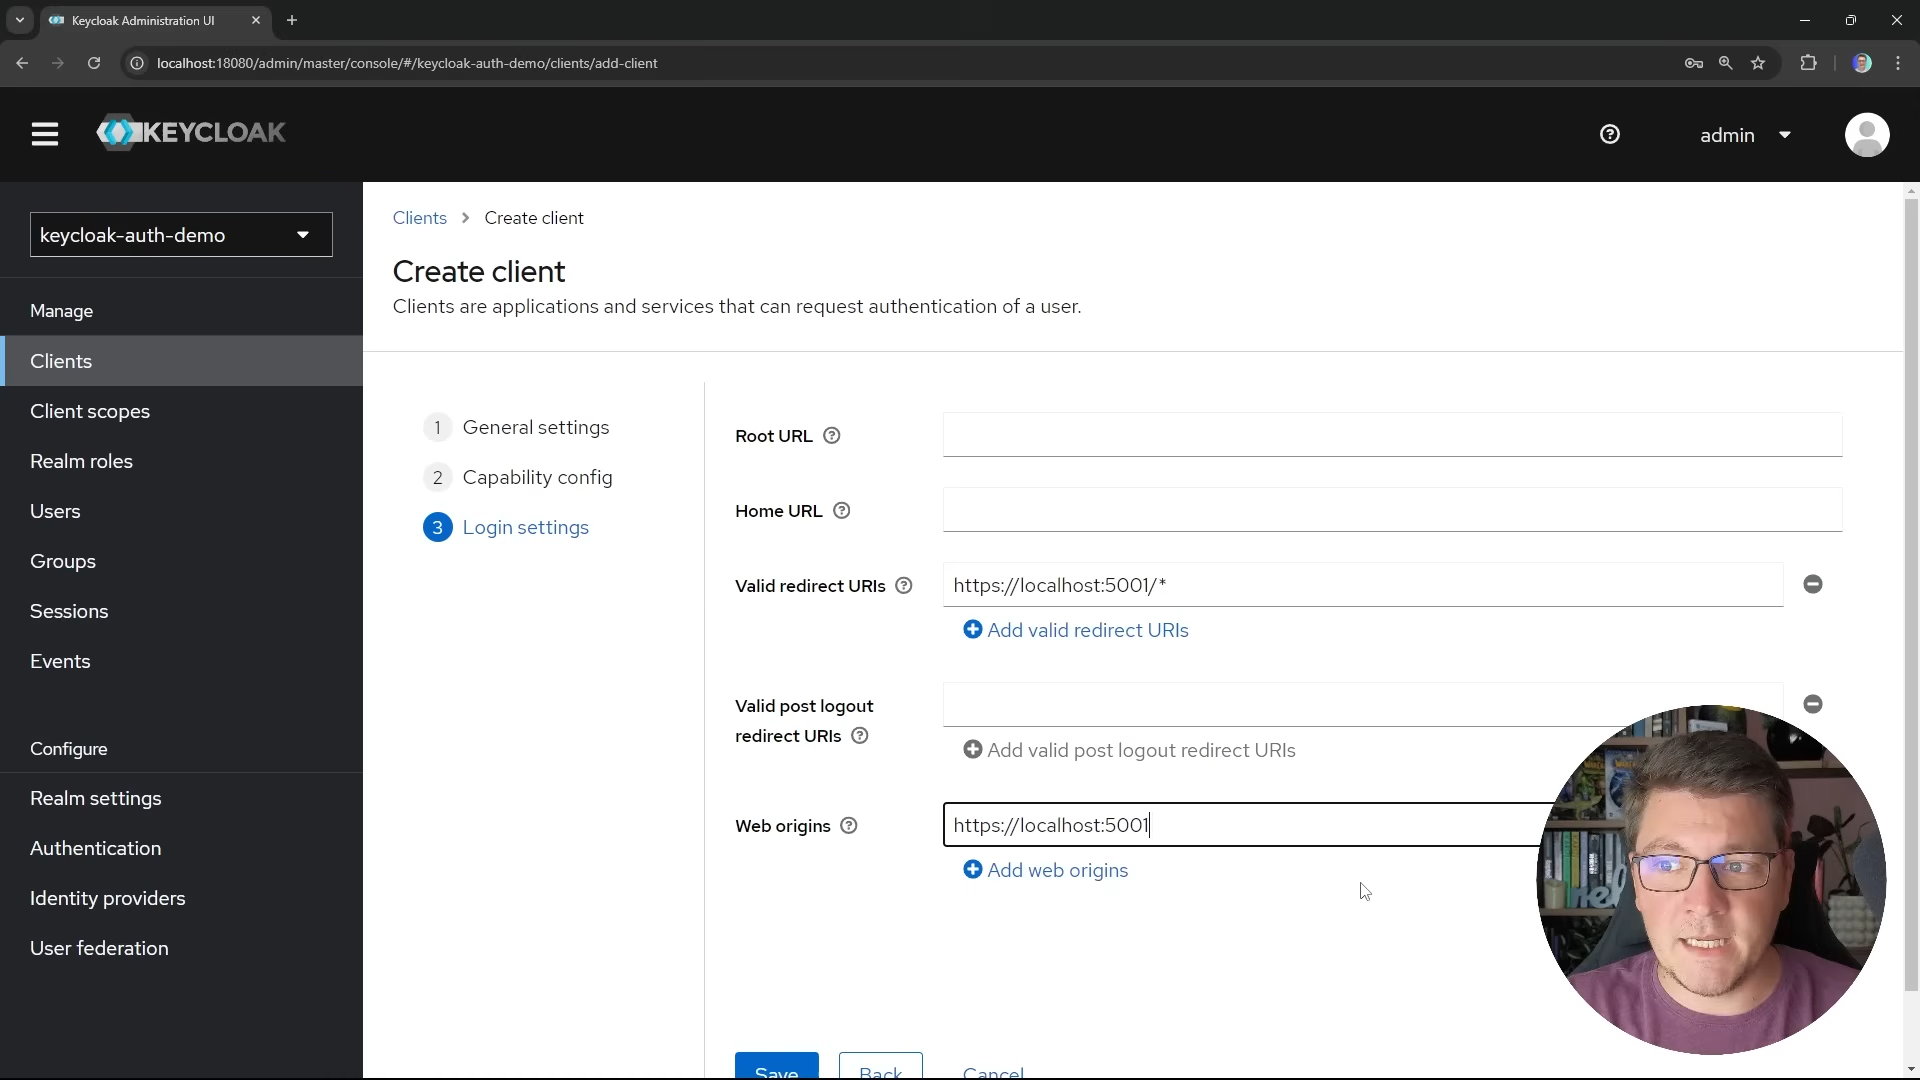 Keycloak Administration UI
localhost:18080/admin/master/console/#/keycloak-auth-demo/clients/add-client
KEYCLOAK
admin
keycloak-auth-demo
Manage
Clients
Client scopes
Realm roles
Users
Groups
Sessions
Events
Configure
Realm settings
Authentication
Identity providers
User federation
Clients > Create client
Create client
Clients are applications and services that can request authentication of a user.
1 General settings
2 Capability config
3 Login settings
Root URL
Home URL
Valid redirect URIs
https://localhost:5001/*
Add valid redirect URIs
Valid post logout
redirect URIs
Add valid post logout redirect URIs
Web origins
https://localhost:5001
Add web origins
Save
Back
Cancel